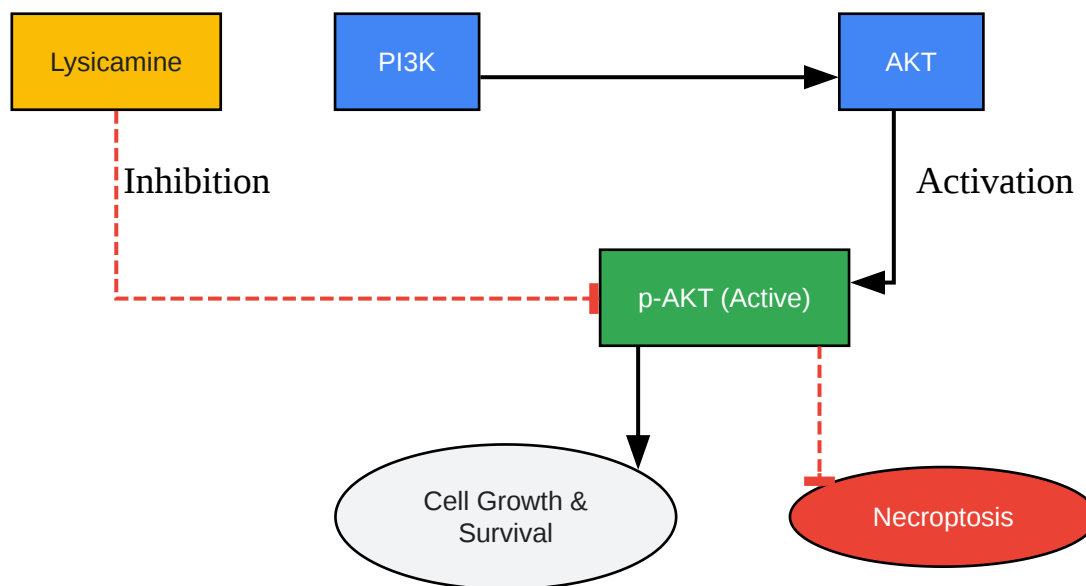 Lysicamine
PI3K
AKT
Inhibition
Activation
p-AKT (Active)
Cell Growth &
Survival
Necroptosis